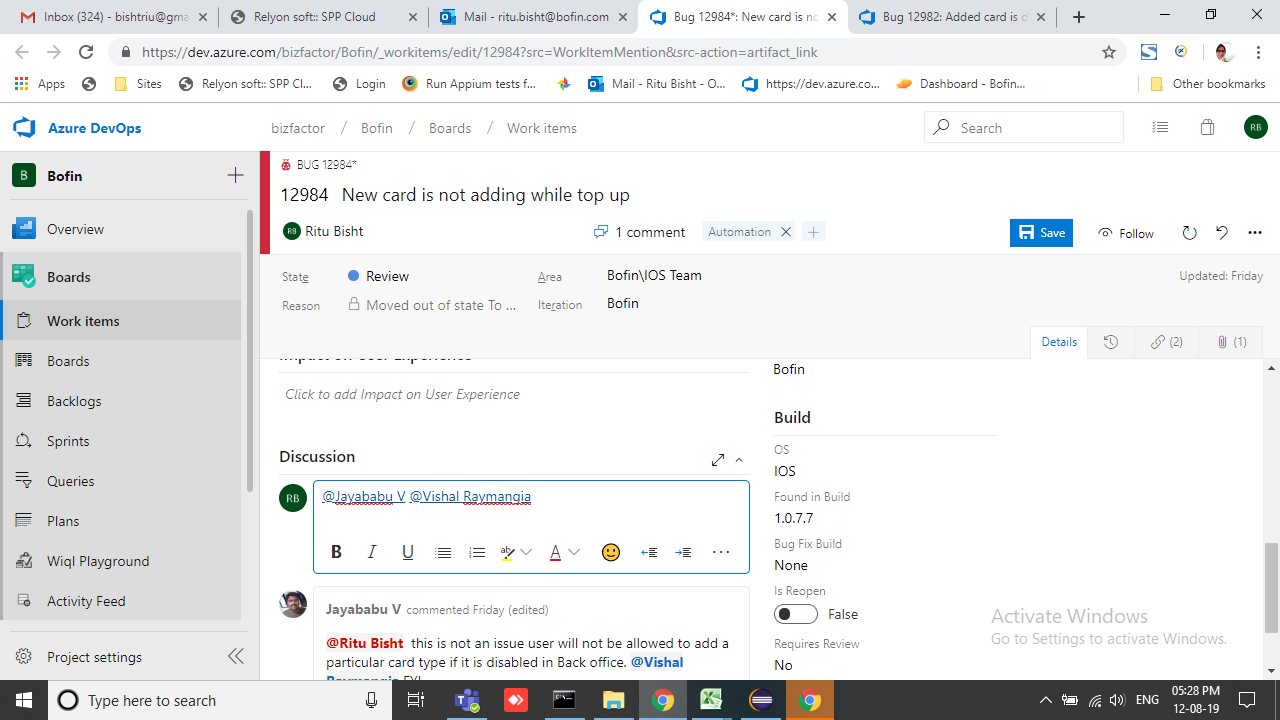 Inbox (324) - bishtriu@gma
Relyon soft:: SPP Cloud
Mail - ritu.bisht@bofin.com
Bug 12984*: New card is no
Bug 12982: Added card is d
https://dev.azure.com/bizfactor/Bofin/_workitems/edit/12984?src=WorkItemMention&src-action=artifact_link
Apps
Sites
Relyon soft:: SPP Cl...
Login
Run Appium tests f...
Mail - Ritu Bisht - O...
https://dev.azure.co...
Dashboard - Bofin...
Other bookmarks
Azure DevOps
bizfactor / Bofin / Boards / Work items
Search
RB
B Bofin
Overview
Boards
Work items
Boards
Backlogs
Sprints
Queries
Plans
Wiql Playground
Activity Feed
Project settings
BUG 12984*
12984 New card is not adding while top up
RB Ritu Bisht
1 comment
Automation
Save
Follow
State Review
Area Bofin\IOS Team
Updated: Friday
Reason Moved out of state To ...
Iteration Bofin
Details
(2)
(1)
Impact on User Experience
Click to add Impact on User Experience
Discussion
RB
@Jayababu V @Vishal Raymangia
B I U ab A
Jayababu V commented Friday (edited)
@Ritu Bisht this is not an issue user will not be allowed to add a
particular card type if it is disabled in Back office. @Vishal
Raymangia FYI
Bofin
Build
OS
IOS
Found in Build
1.0.7.7
Bug Fix Build
None
Is Reopen
False
Requires Review
No
Activate Windows
Go to Settings to activate Windows.
Type here to search
ENG
05:28 PM
12-08-19